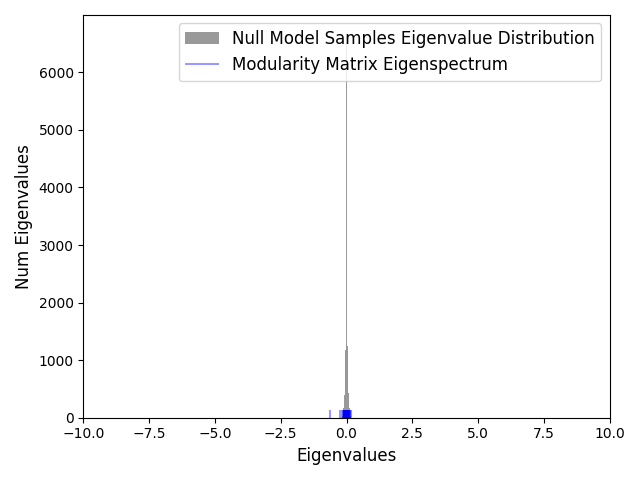 Null Model Samples Eigenvalue Distribution
Modularity Matrix Eigenspectrum
6000
5000
4000
3000
2000
1000
0
Num Eigenvalues
−10.0 −7.5 −5.0 −2.5 0.0 2.5 5.0 7.5 10.0
Eigenvalues